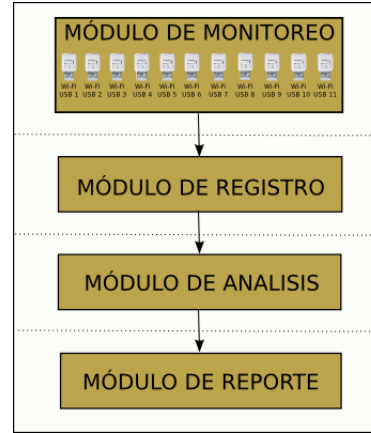 MÓDULO DE MONITOREO
Wi-Fi Wi-Fi Wi-Fi Wi-Fi Wi-Fi Wi-Fi Wi-Fi Wi-Fi Wi-Fi Wi-Fi Wi-Fi
USB 1 USB 2 USB 3 USB 4 USB 5 USB 6 USB 7 USB 8 USB 9 USB 10 USB 11
MÓDULO DE REGISTRO
MÓDULO DE ANALISIS
MÓDULO DE REPORTE